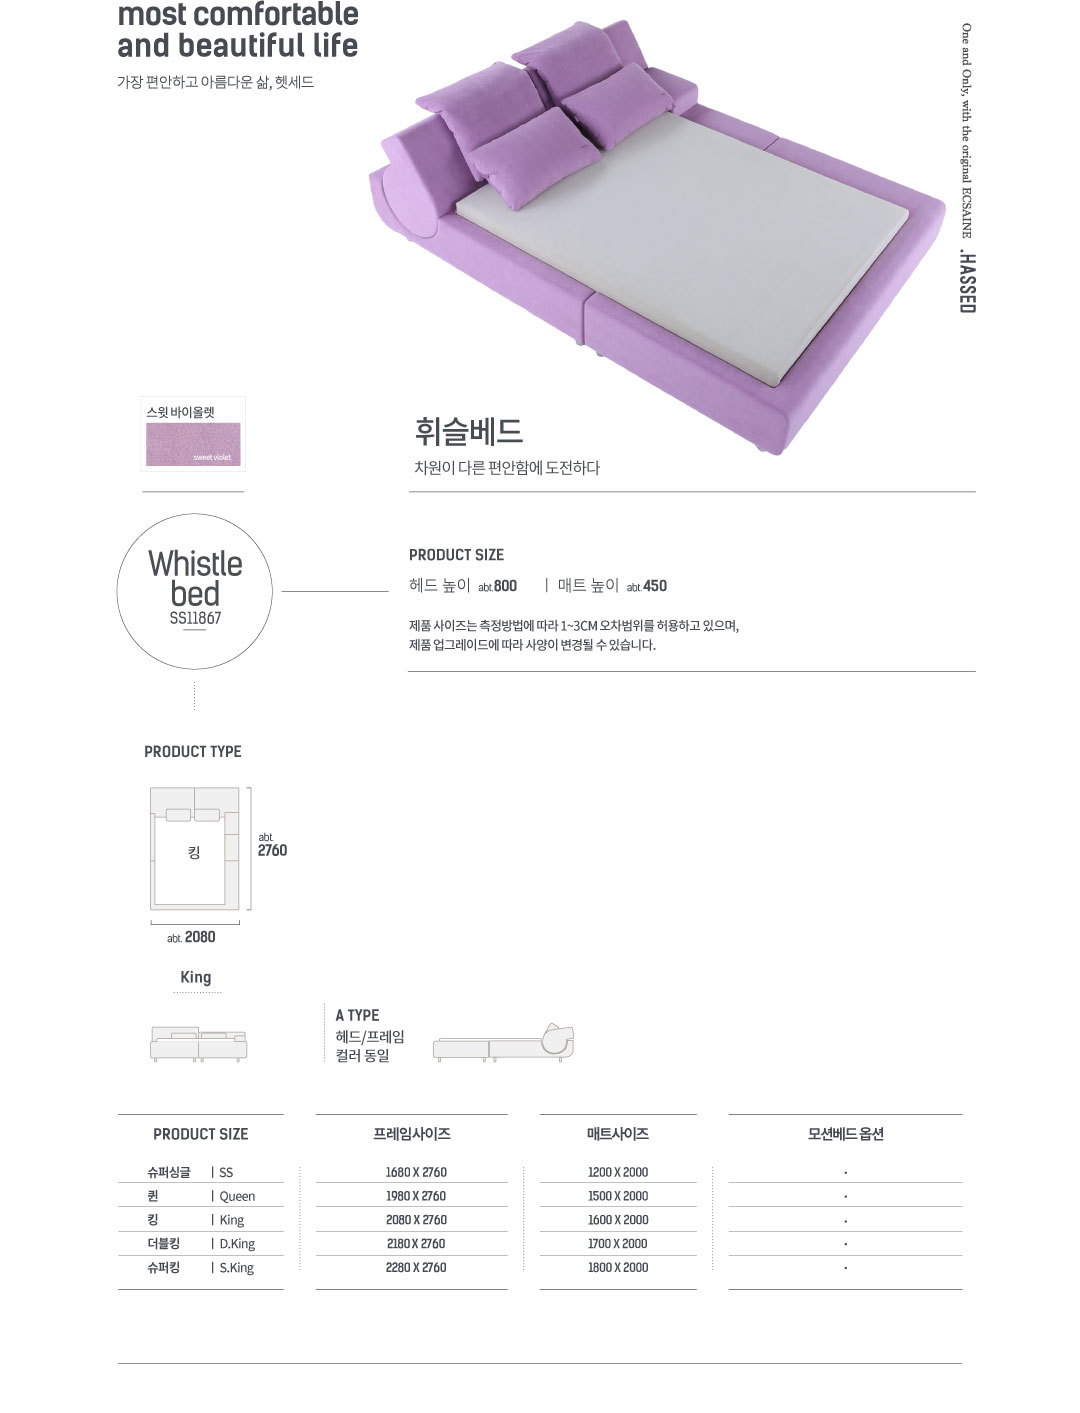 most comfortable
and beautiful life
가장 편안하고 아름다운 삶, 헷세드
One and Only, with the original ECSAINE .HASSED
스윗 바이올렛
sweet violet
휘슬베드
차원이 다른 편안함에 도전하다
Whistle
bed
SS11867
PRODUCT SIZE
헤드 높이 abt.800 | 매트 높이 abt.450
제품 사이즈는 측정방법에 따라 1~3CM 오차범위를 허용하고 있으며,
제품 업그레이드에 따라 사양이 변경될 수 있습니다.
PRODUCT TYPE
킹
abt.
2760
abt. 2080
King
A TYPE
헤드/프레임
컬러 동일
PRODUCT SIZE 프레임사이즈 매트사이즈 모션베드 옵션
슈퍼싱글 | SS 1680 X 2760 1200 X 2000 ·
퀸 | Queen 1980 X 2760 1500 X 2000 ·
킹 | King 2080 X 2760 1600 X 2000 ·
더블킹 | D.King 2180 X 2760 1700 X 2000 ·
슈퍼킹 | S.King 2280 X 2760 1800 X 2000 ·